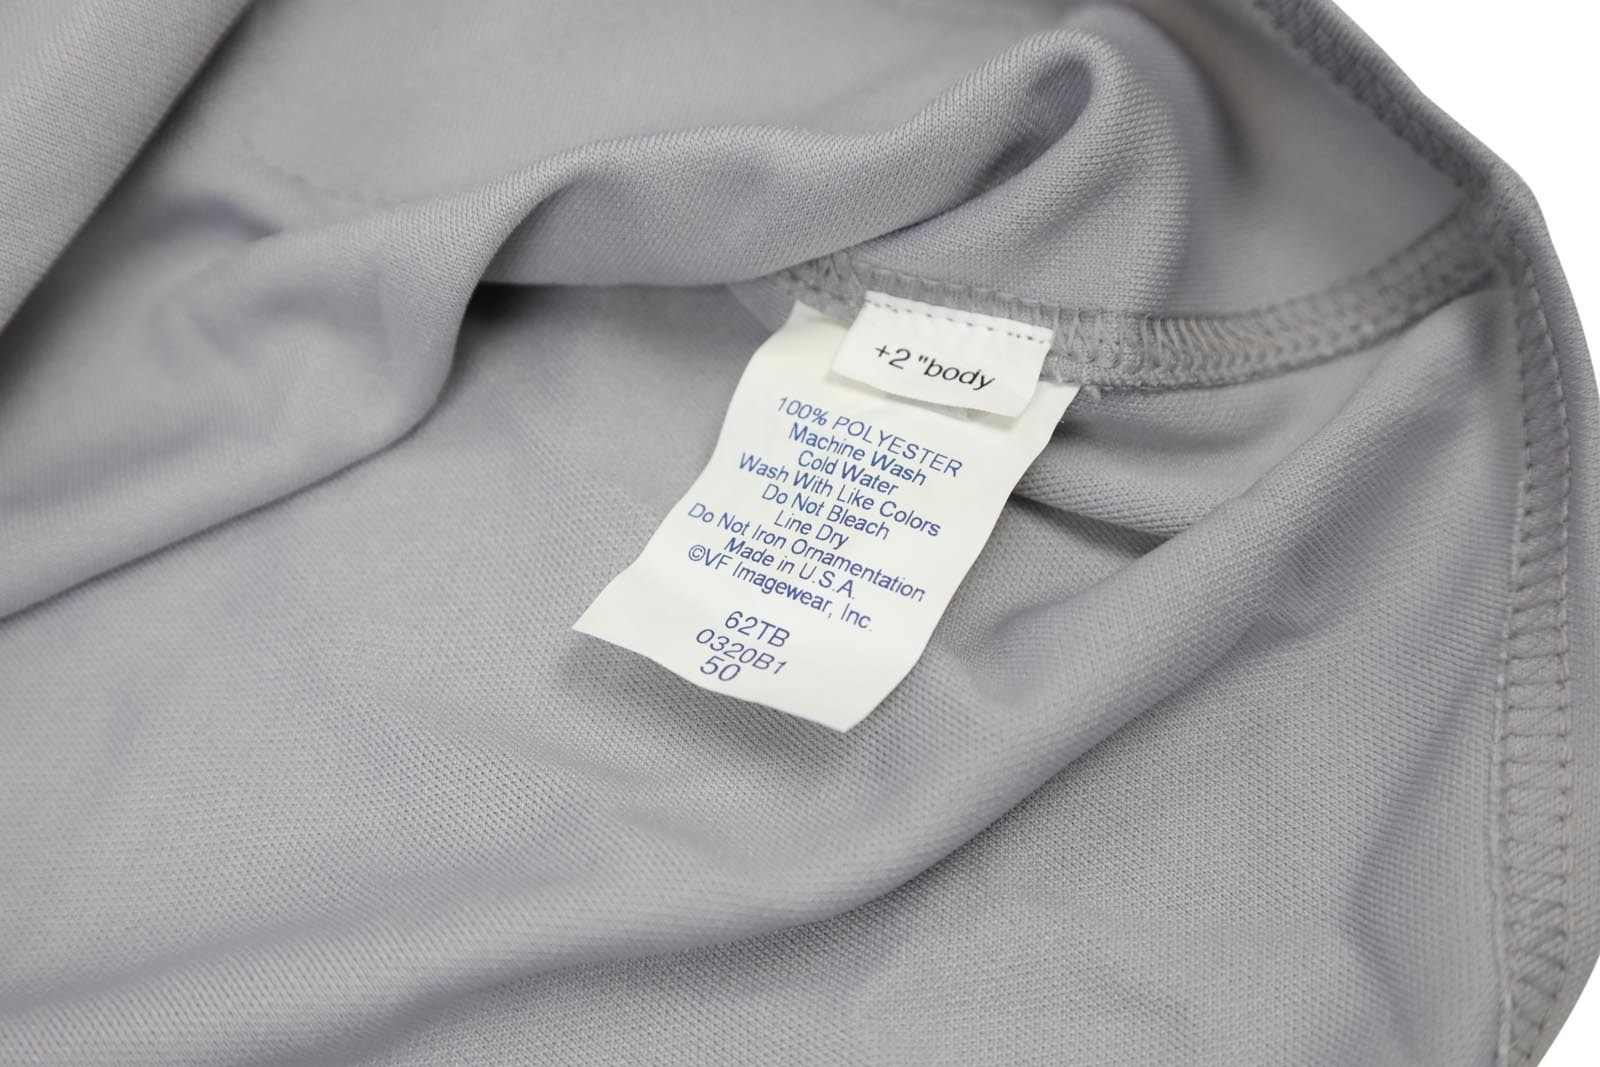 +2 "body
100% POLYESTER
Machine Wash
Cold Water
Wash With Like Colors
Do Not Bleach
Line Dry
Do Not Iron Ornamentation
Made in U.S.A.
©VF Imagewear, Inc.
62TB
0320B1
50